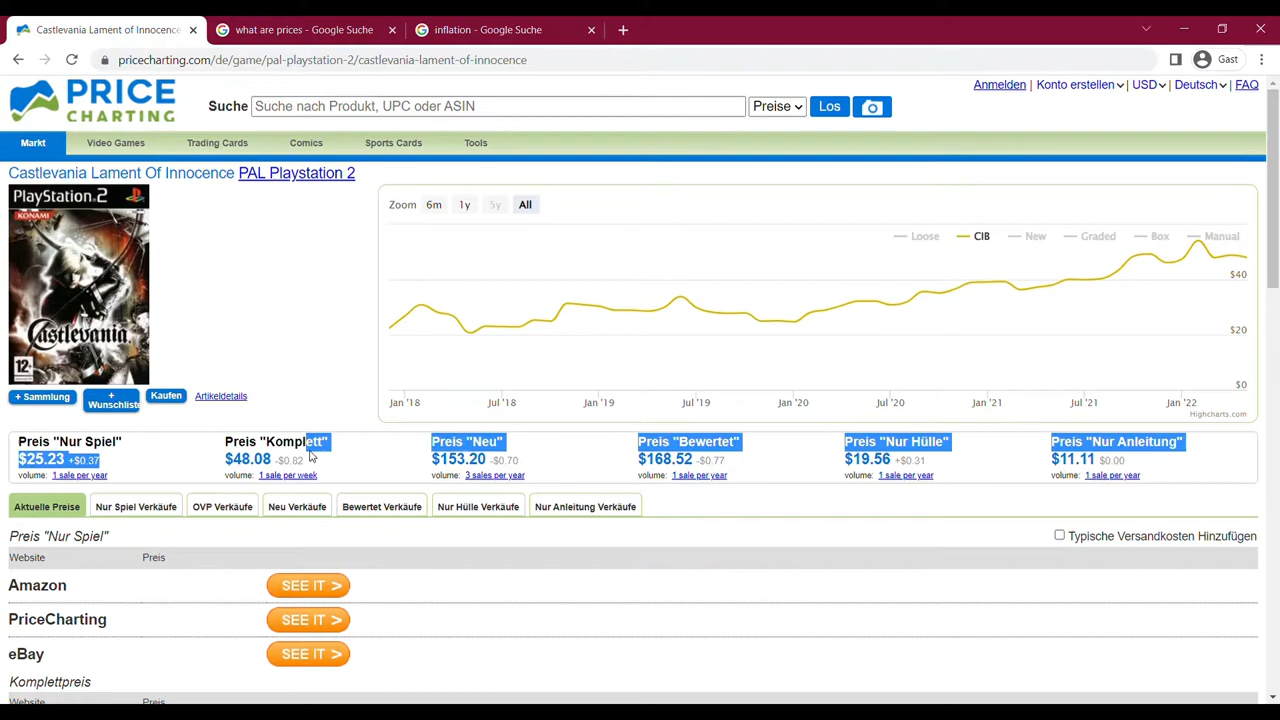 Castlevania Lament of Innocence
what are prices - Google Suche
inflation - Google Suche
pricecharting.com/de/game/pal-playstation-2/castlevania-lament-of-innocence
Gast
PRICE
CHARTING
Suche
Suche nach Produkt, UPC oder ASIN
Preise
Los
Anmelden | Konto erstellen | USD | Deutsch | FAQ
Markt
Video Games
Trading Cards
Comics
Sports Cards
Tools
Castlevania Lament Of Innocence PAL Playstation 2
PlayStation.2
KONAMI
Castlevania
12+
Zoom 6m 1y 5y All
Loose CIB New Graded Box Manual
$40
$20
$0
Jan '18 Jul '18 Jan '19 Jul '19 Jan '20 Jul '20 Jan '21 Jul '21 Jan '22
Highcharts.com
+ Sammlung
+
Wunschliste
Kaufen
Artikeldetails
Preis "Nur Spiel" Preis "Komplett" Preis "Neu" Preis "Bewertet" Preis "Nur Hülle" Preis "Nur Anleitung"
$25.23 +$0.37 $48.08 -$0.82 $153.20 -$0.70 $168.52 -$0.77 $19.56 +$0.31 $11.11 $0.00
volume: 1 sale per year volume: 1 sale per week volume: 3 sales per year volume: 1 sale per year volume: 1 sale per year volume: 1 sale per year
Aktuelle Preise Nur Spiel Verkäufe OVP Verkäufe Neu Verkäufe Bewertet Verkäufe Nur Hülle Verkäufe Nur Anleitung Verkäufe
Preis "Nur Spiel"
Typische Versandkosten Hinzufügen
Website Preis
Amazon SEE IT >
PriceCharting SEE IT >
eBay SEE IT >
Komplettpreis
Website Preis